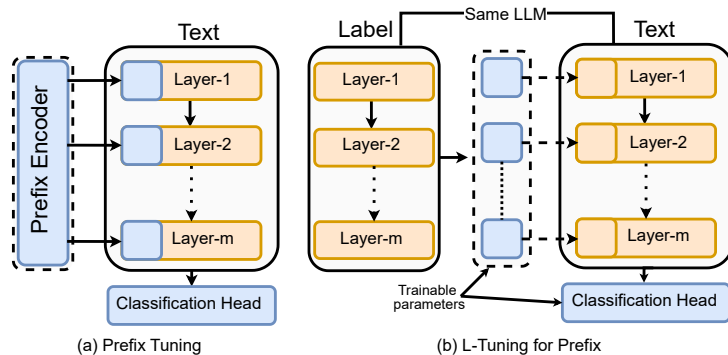 Text
Prefix Encoder
Layer-1
Layer-2
Layer-m
Classification Head
(a) Prefix Tuning
Same LLM
Label
Text
Layer-1
Layer-2
Layer-m
Layer-1
Layer-2
Layer-m
Trainable
parameters
Classification Head
(b) L-Tuning for Prefix